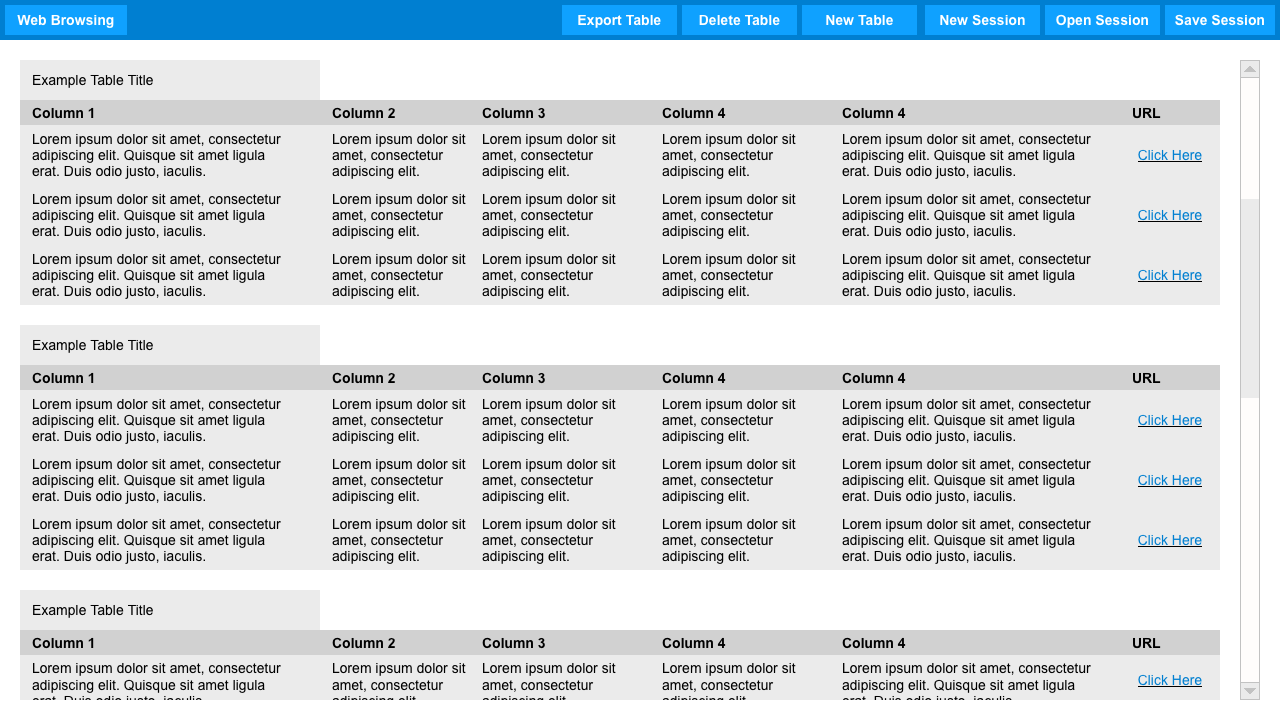 Web Browsing Export Table Delete Table New Table New Session Open Session Save Session
Example Table Title
Column 1 Column 2 Column 3 Column 4 Column 4 URL
Lorem ipsum dolor sit amet, consectetur Lorem ipsum dolor sit Lorem ipsum dolor sit Lorem ipsum dolor sit Lorem ipsum dolor sit amet, consectetur
adipiscing elit. Quisque sit amet ligula amet, consectetur amet, consectetur amet, consectetur adipiscing elit. Quisque sit amet ligula Click Here
erat. Duis odio justo, iaculis. adipiscing elit. adipiscing elit. adipiscing elit. erat. Duis odio justo, iaculis.
Lorem ipsum dolor sit amet, consectetur Lorem ipsum dolor sit Lorem ipsum dolor sit Lorem ipsum dolor sit Lorem ipsum dolor sit amet, consectetur
adipiscing elit. Quisque sit amet ligula amet, consectetur amet, consectetur amet, consectetur adipiscing elit. Quisque sit amet ligula Click Here
erat. Duis odio justo, iaculis. adipiscing elit. adipiscing elit. adipiscing elit. erat. Duis odio justo, iaculis.
Lorem ipsum dolor sit amet, consectetur Lorem ipsum dolor sit Lorem ipsum dolor sit Lorem ipsum dolor sit Lorem ipsum dolor sit amet, consectetur
adipiscing elit. Quisque sit amet ligula amet, consectetur amet, consectetur amet, consectetur adipiscing elit. Quisque sit amet ligula Click Here
erat. Duis odio justo, iaculis. adipiscing elit. adipiscing elit. adipiscing elit. erat. Duis odio justo, iaculis.
Example Table Title
Column 1 Column 2 Column 3 Column 4 Column 4 URL
Lorem ipsum dolor sit amet, consectetur Lorem ipsum dolor sit Lorem ipsum dolor sit Lorem ipsum dolor sit Lorem ipsum dolor sit amet, consectetur
adipiscing elit. Quisque sit amet ligula amet, consectetur amet, consectetur amet, consectetur adipiscing elit. Quisque sit amet ligula Click Here
erat. Duis odio justo, iaculis. adipiscing elit. adipiscing elit. adipiscing elit. erat. Duis odio justo, iaculis.
Lorem ipsum dolor sit amet, consectetur Lorem ipsum dolor sit Lorem ipsum dolor sit Lorem ipsum dolor sit Lorem ipsum dolor sit amet, consectetur
adipiscing elit. Quisque sit amet ligula amet, consectetur amet, consectetur amet, consectetur adipiscing elit. Quisque sit amet ligula Click Here
erat. Duis odio justo, iaculis. adipiscing elit. adipiscing elit. adipiscing elit. erat. Duis odio justo, iaculis.
Lorem ipsum dolor sit amet, consectetur Lorem ipsum dolor sit Lorem ipsum dolor sit Lorem ipsum dolor sit Lorem ipsum dolor sit amet, consectetur
adipiscing elit. Quisque sit amet ligula amet, consectetur amet, consectetur amet, consectetur adipiscing elit. Quisque sit amet ligula Click Here
erat. Duis odio justo, iaculis. adipiscing elit. adipiscing elit. adipiscing elit. erat. Duis odio justo, iaculis.
Example Table Title
Column 1 Column 2 Column 3 Column 4 Column 4 URL
Lorem ipsum dolor sit amet, consectetur Lorem ipsum dolor sit Lorem ipsum dolor sit Lorem ipsum dolor sit Lorem ipsum dolor sit amet, consectetur
adipiscing elit. Quisque sit amet ligula amet, consectetur amet, consectetur amet, consectetur adipiscing elit. Quisque sit amet ligula Click Here